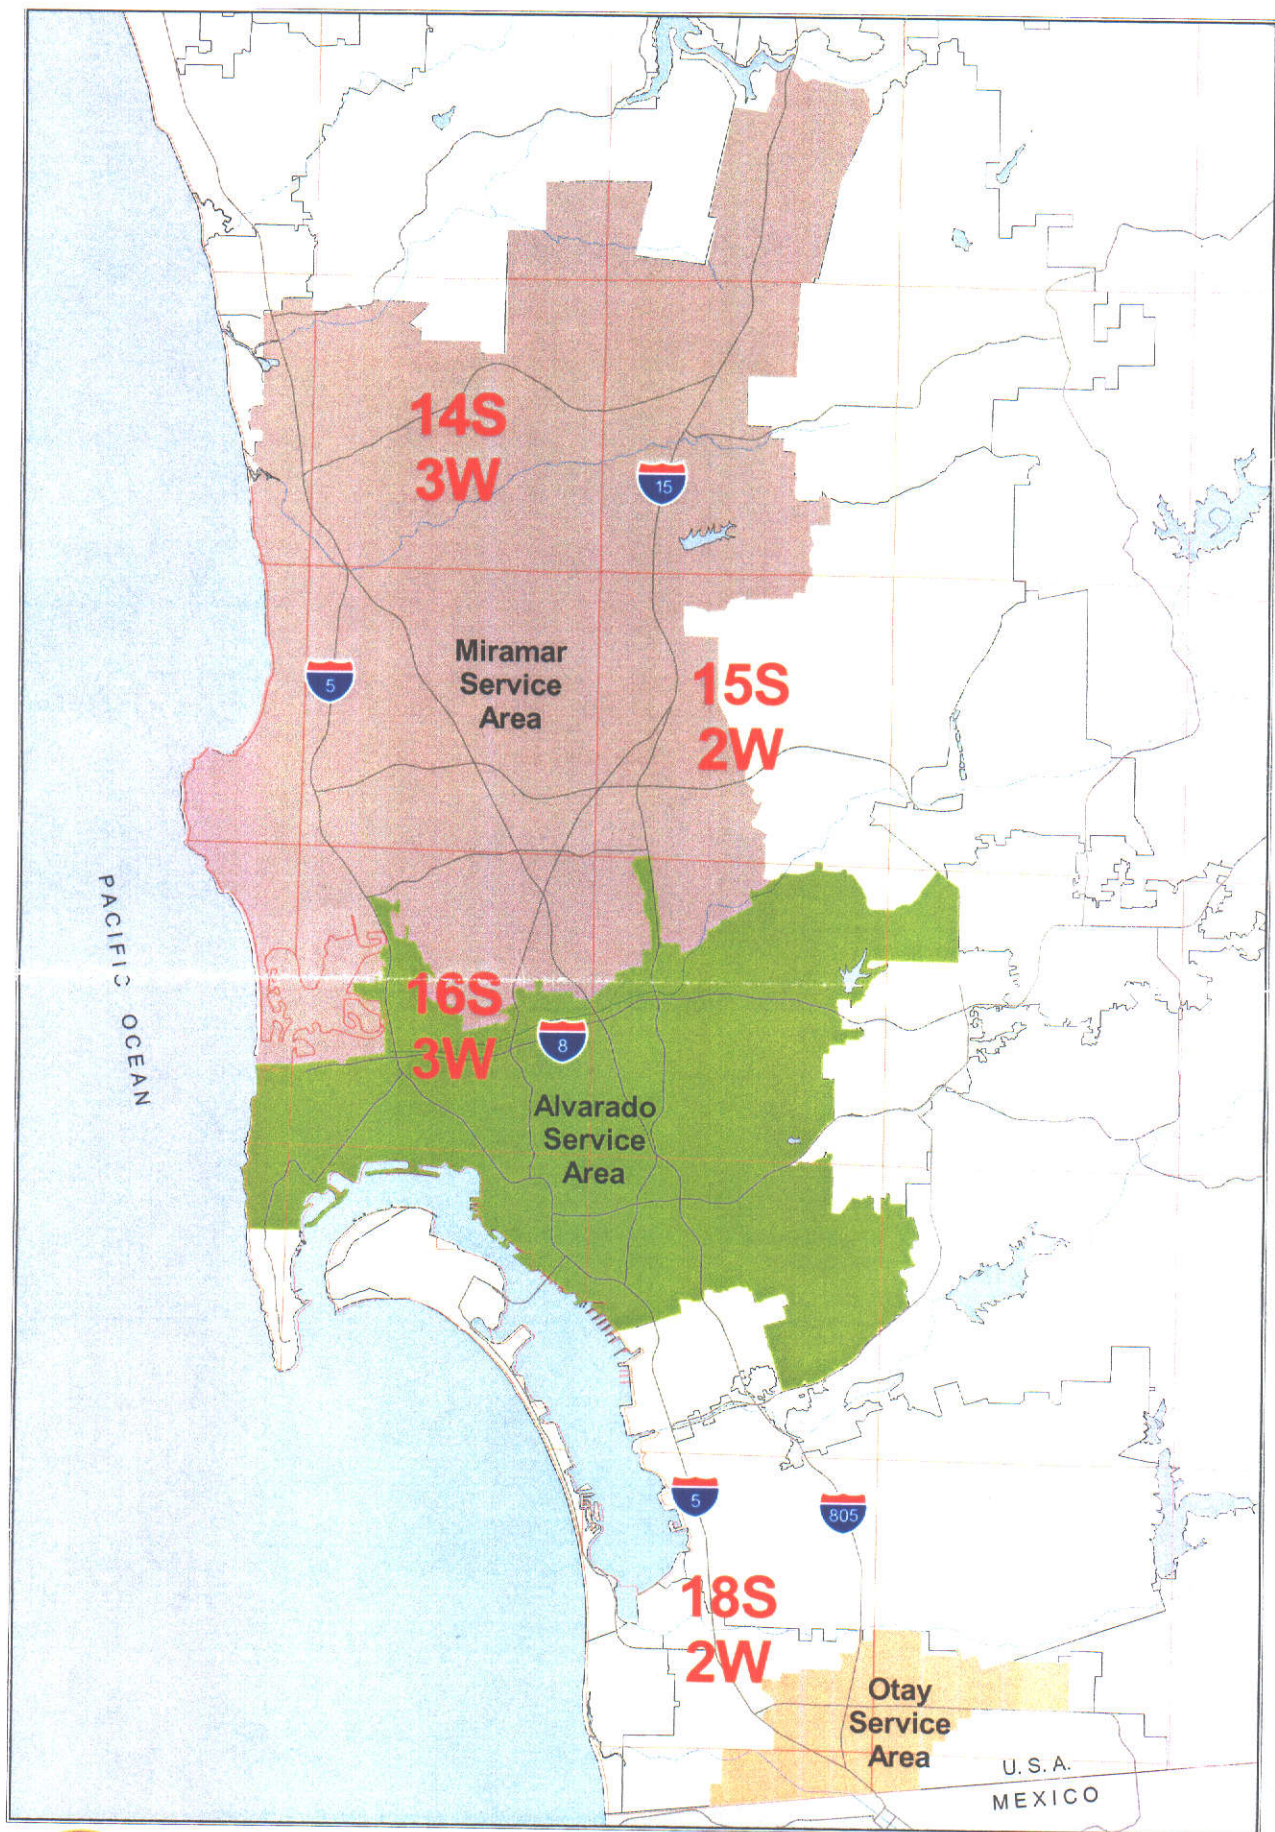 14S
3W
15
Miramar
Service
Area
5
15S
2W
PACIFIC OCEAN
16S
3W
8
Alvarado
Service
Area
5
805
18S
2W
Otay
Service
Area
U. S. A.
MEXICO